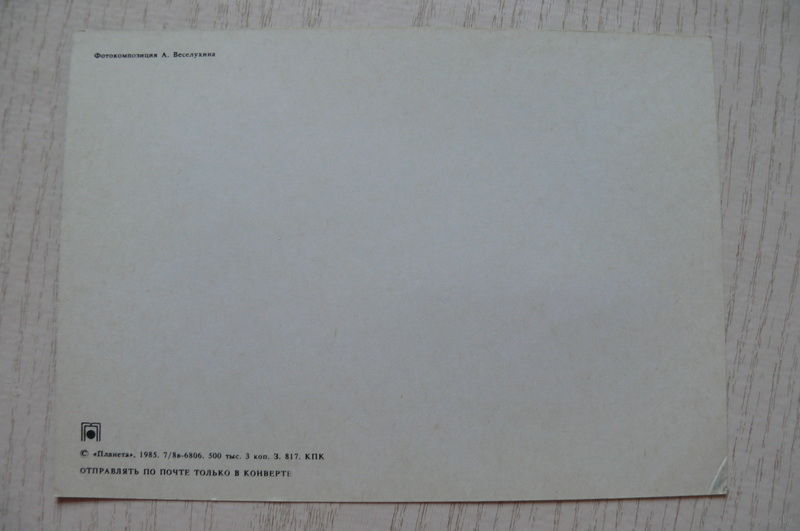 Фотокомпозиция А. Веселухина
© «Планета», 1985. 7/8в-6806. 500 тыс. 3 коп. З. 817. КПК
ОТПРАВЛЯТЬ ПО ПОЧТЕ ТОЛЬКО В КОНВЕРТЕ